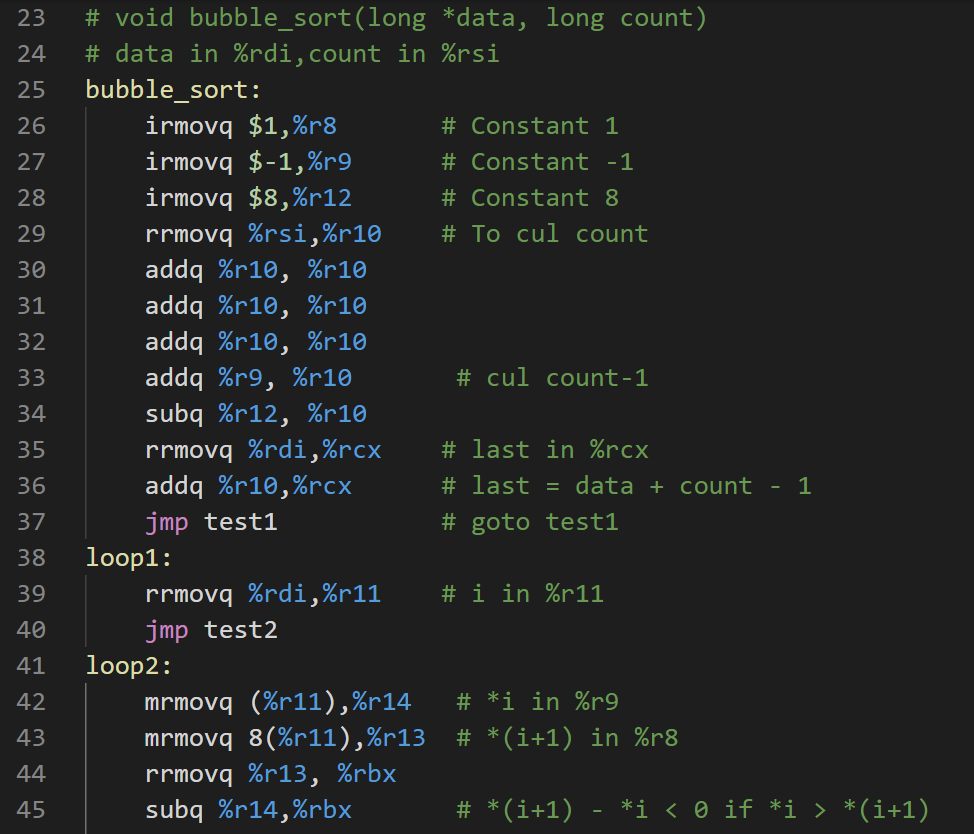 23 # void bubble_sort(long *data, long count)
24 # data in %rdi,count in %rsi
25 bubble_sort:
26     irmovq $1,%r8       # Constant 1
27     irmovq $-1,%r9      # Constant -1
28     irmovq $8,%r12      # Constant 8
29     rrmovq %rsi,%r10    # To cul count
30     addq %r10, %r10
31     addq %r10, %r10
32     addq %r10, %r10
33     addq %r9, %r10       # cul count-1
34     subq %r12, %r10
35     rrmovq %rdi,%rcx    # last in %rcx
36     addq %r10,%rcx      # last = data + count - 1
37     jmp test1           # goto test1
38 loop1:
39     rrmovq %rdi,%r11    # i in %r11
40     jmp test2
41 loop2:
42     mrmovq (%r11),%r14   # *i in %r9
43     mrmovq 8(%r11),%r13  # *(i+1) in %r8
44     rrmovq %r13, %rbx
45     subq %r14,%rbx       # *(i+1) - *i < 0 if *i > *(i+1)